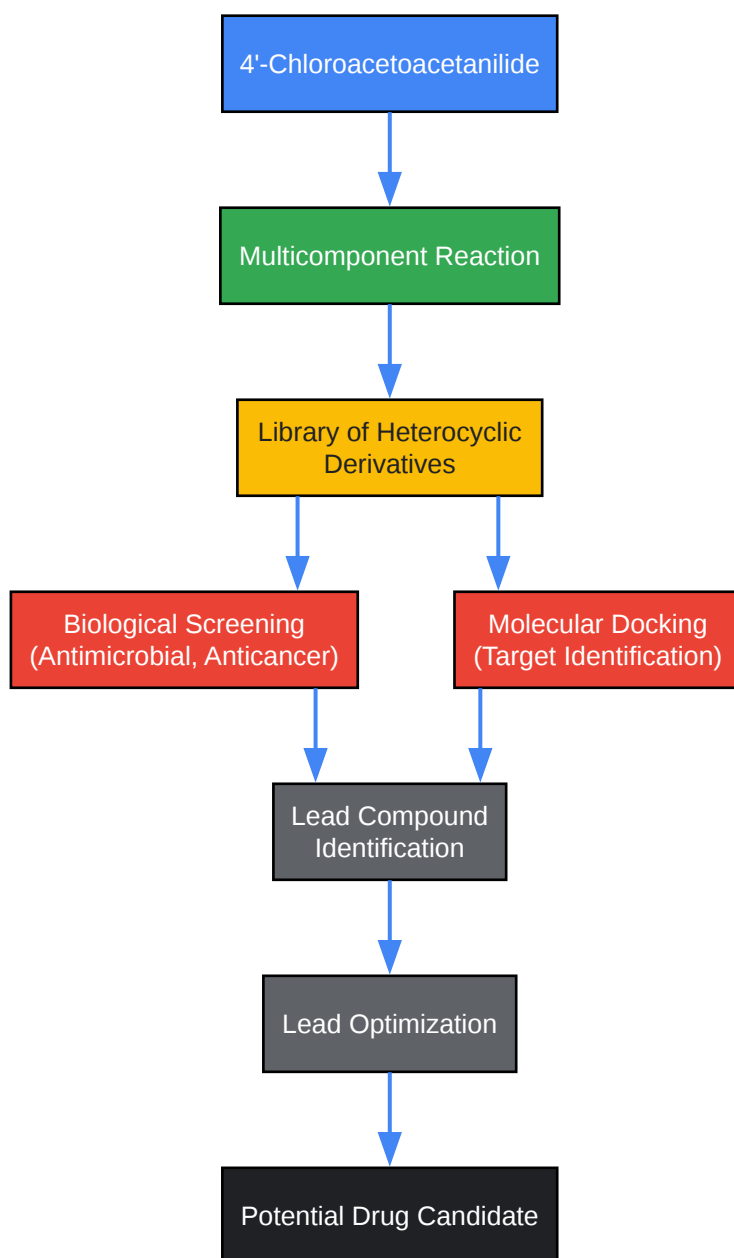 4'-Chloroacetoacetanilide
Multicomponent Reaction
Library of Heterocyclic
Derivatives
Biological Screening
(Antimicrobial, Anticancer)
Molecular Docking
(Target Identification)
Lead Compound
Identification
Lead Optimization
Potential Drug Candidate